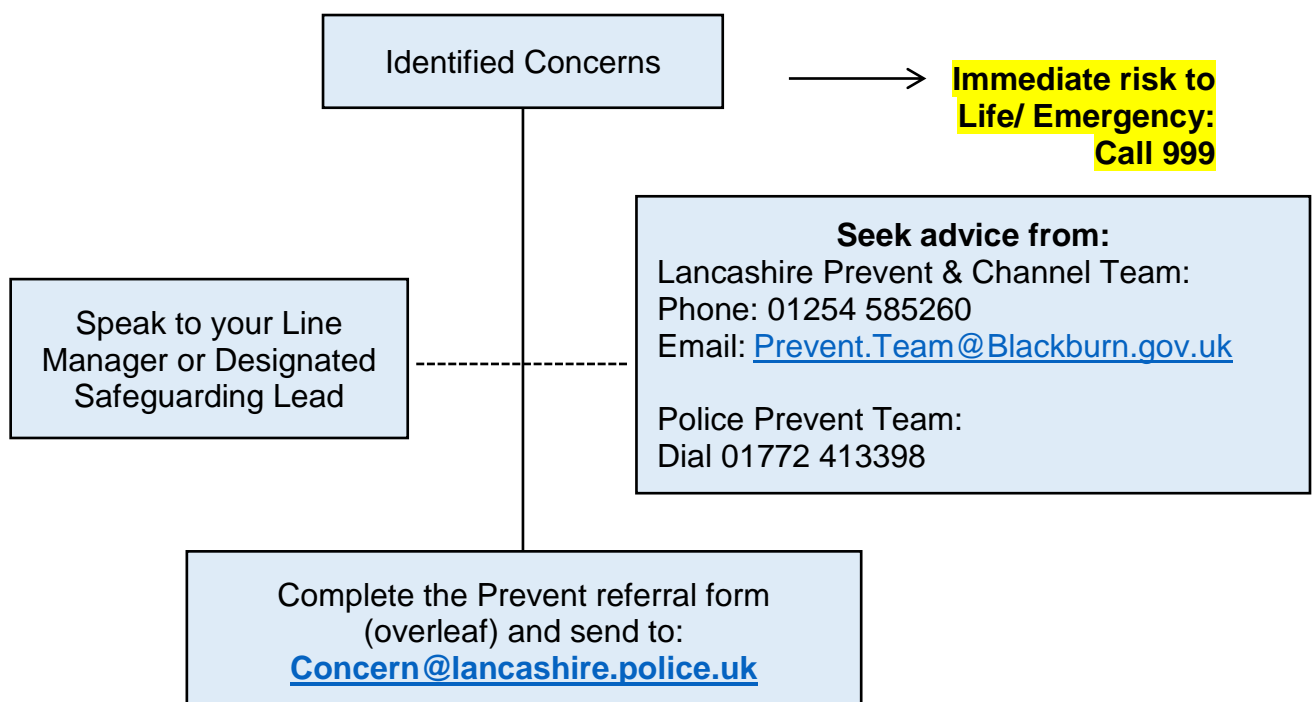 Identified Concerns
Immediate risk to
Life/ Emergency:
Call 999
Seek advice from:
Lancashire Prevent & Channel Team:
Phone: 01254 585260
Email: Prevent.Team@Blackburn.gov.uk
Police Prevent Team:
Dial 01772 413398
Speak to your Line
Manager or Designated
Safeguarding Lead
Complete the Prevent referral form
(overleaf) and send to:
Concern@lancashire.police.uk